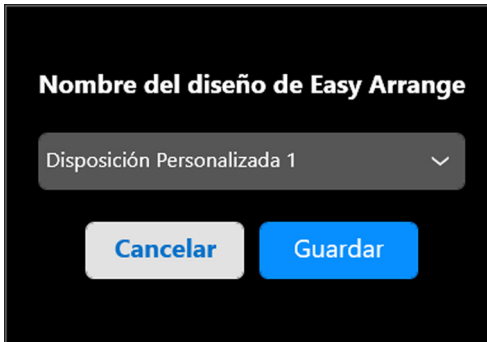 Nombre del diseño de Easy Arrange
Disposición Personalizada 1
Cancelar Guardar